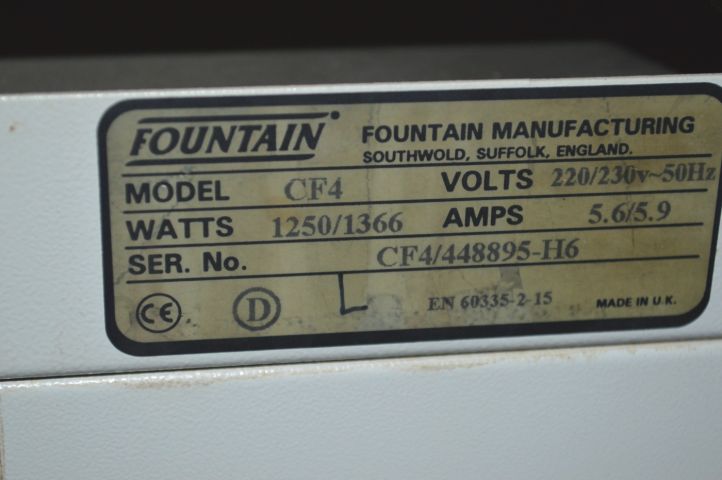 FOUNTAIN
FOUNTAIN MANUFACTURING
SOUTHWOLD, SUFFOLK, ENGLAND.
MODEL CF4 VOLTS 220/230v~50Hz
WATTS 1250/1366 AMPS 5.6/5.9
SER. No. CF4/448895-H6
CE D EN 60335-2-15 MADE IN U.K.